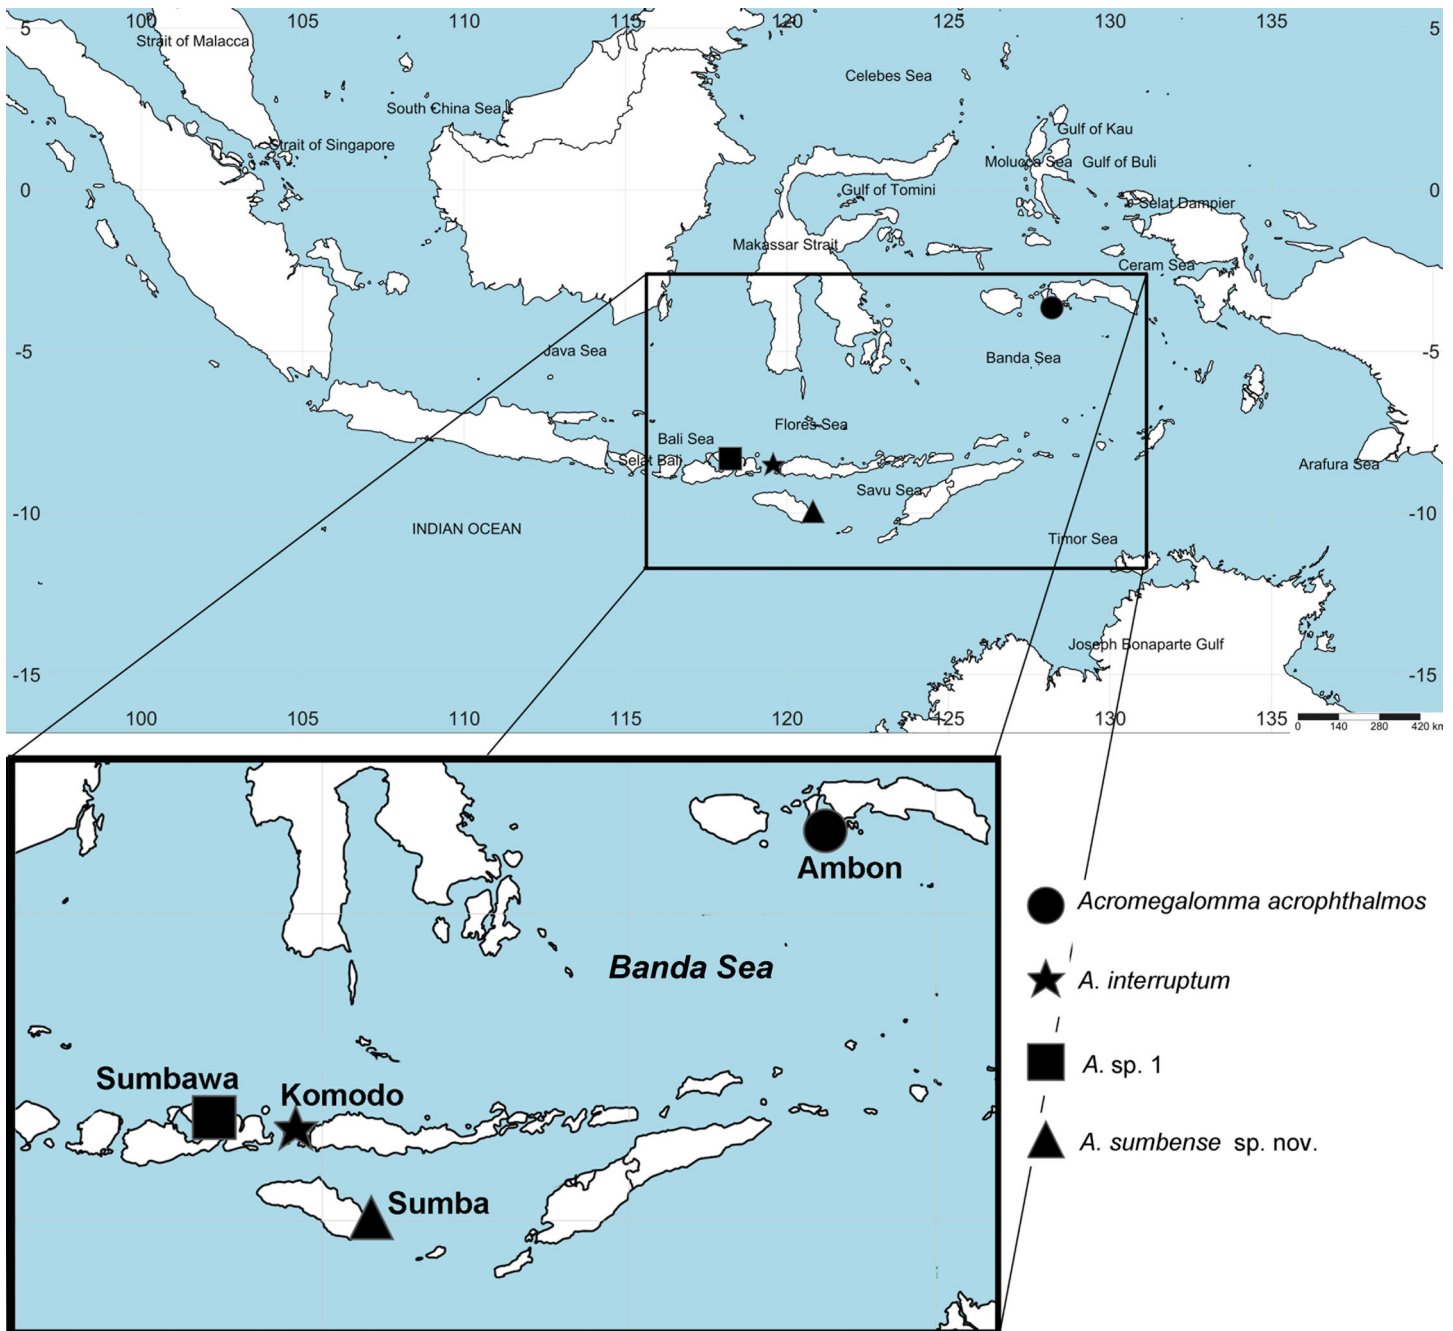 100 105 110 115 120 125 130 135
5 5
Strait of Malacca
Celebes Sea
South China Sea
Gulf of Kau
Strait of Singapore
Molucca Sea Gulf of Buli
0 Gulf of Tomini 0
Selat Dampier
Makassar Strait
Ceram Sea
-5 Java Sea -5
Banda Sea
Flores Sea
Bali Sea
Selat Bali
Arafura Sea
Savu Sea
-10 -10
INDIAN OCEAN
Timor Sea
Joseph Bonaparte Gulf
-15 -15
100 105 110 115 120 125 130 135
0 140 280 420 km
Ambon
Banda Sea
Sumbawa
Komodo
Sumba
Acromegalomma acrophthalmos
A. interruptum
A. sp. 1
A. sumbense sp. nov.